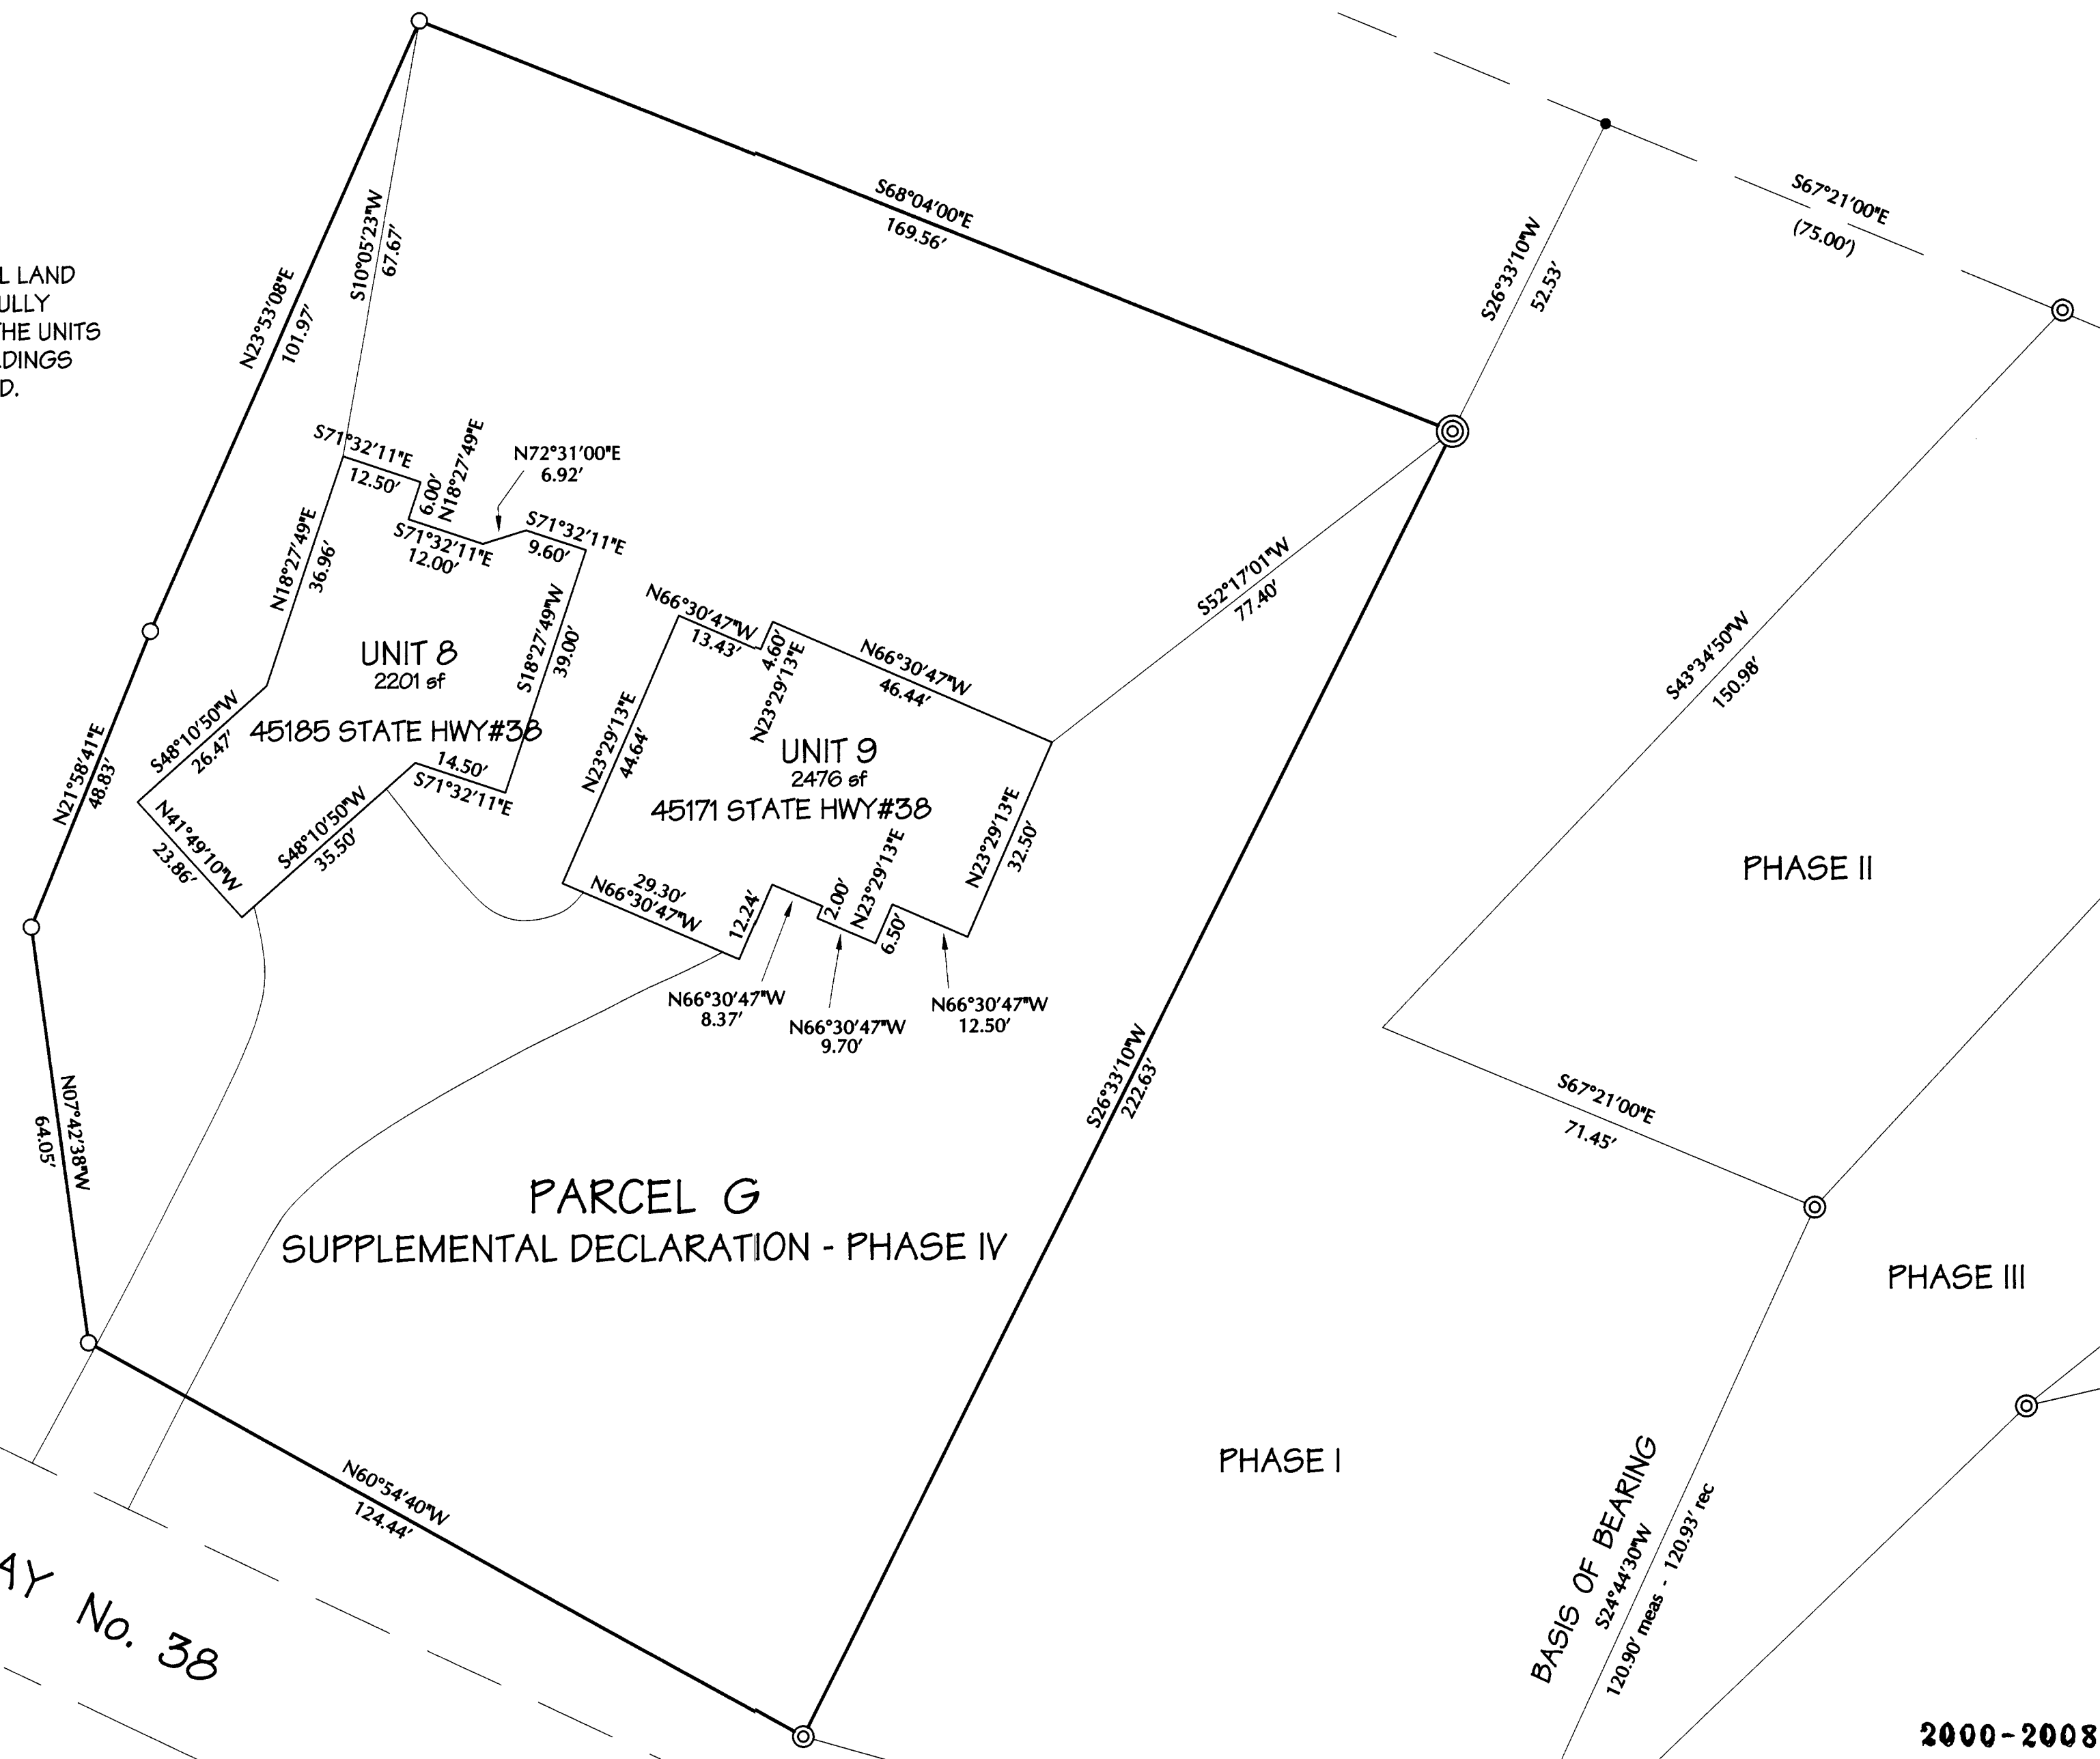 L LAND
ULLY
THE UNITS
LDINGS
D.
S68°04'00"E
169.56'
S67°21'00"E
(75.00')
S26°33'10"W
52.53'
S10°05'23"W
67.67'
N23°53'08"E
101.97'
S71°32'11"E
12.50'
6.00'
N18°27'49"E
N72°31'00"E
6.92'
S71°32'11"E
12.00'
S71°32'11"E
9.60'
N18°27'49"E
36.96'
S18°27'49"W
39.00'
UNIT 8
2201 sf
45185 STATE HWY#38
S48°10'50"W
26.47'
14.50'
S71°32'11"E
N41°49'10"W
23.86'
S48°10'50"W
35.50'
N21°58'41"E
48.83'
N66°30'47"W
13.43'
4.60'
N23°29'13"E
N66°30'47"W
46.44'
S52°17'01"W
77.40'
N23°29'13"E
44.64'
UNIT 9
2476 sf
45171 STATE HWY#38
N23°29'13"E
32.50'
29.30'
N66°30'47"W
12.24'
2.00'
N23°29'13"E
6.50'
N66°30'47"W
8.37'
N66°30'47"W
9.70'
N66°30'47"W
12.50'
S43°34'50"W
150.98'
PHASE II
S26°33'10"W
222.63'
S67°21'00"E
71.45'
N07°42'38"W
64.05'
PARCEL G
SUPPLEMENTAL DECLARATION - PHASE IV
PHASE III
PHASE I
N60°54'40"W
124.44'
BASIS OF BEARING
S24°44'30"W
120.90' meas - 120.93' rec
AY No. 38
2000-2008